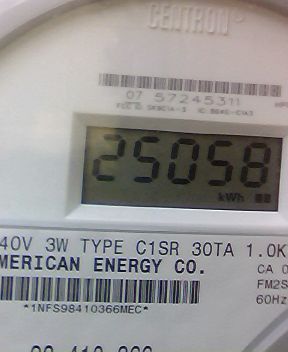 CENTRON
07 57245311
25058
kWh
40V 3W TYPE C1SR 30TA 1.0K
MERICAN ENERGY CO.
CA 0
FM2S
60Hz
*1NFS98410366MEC*